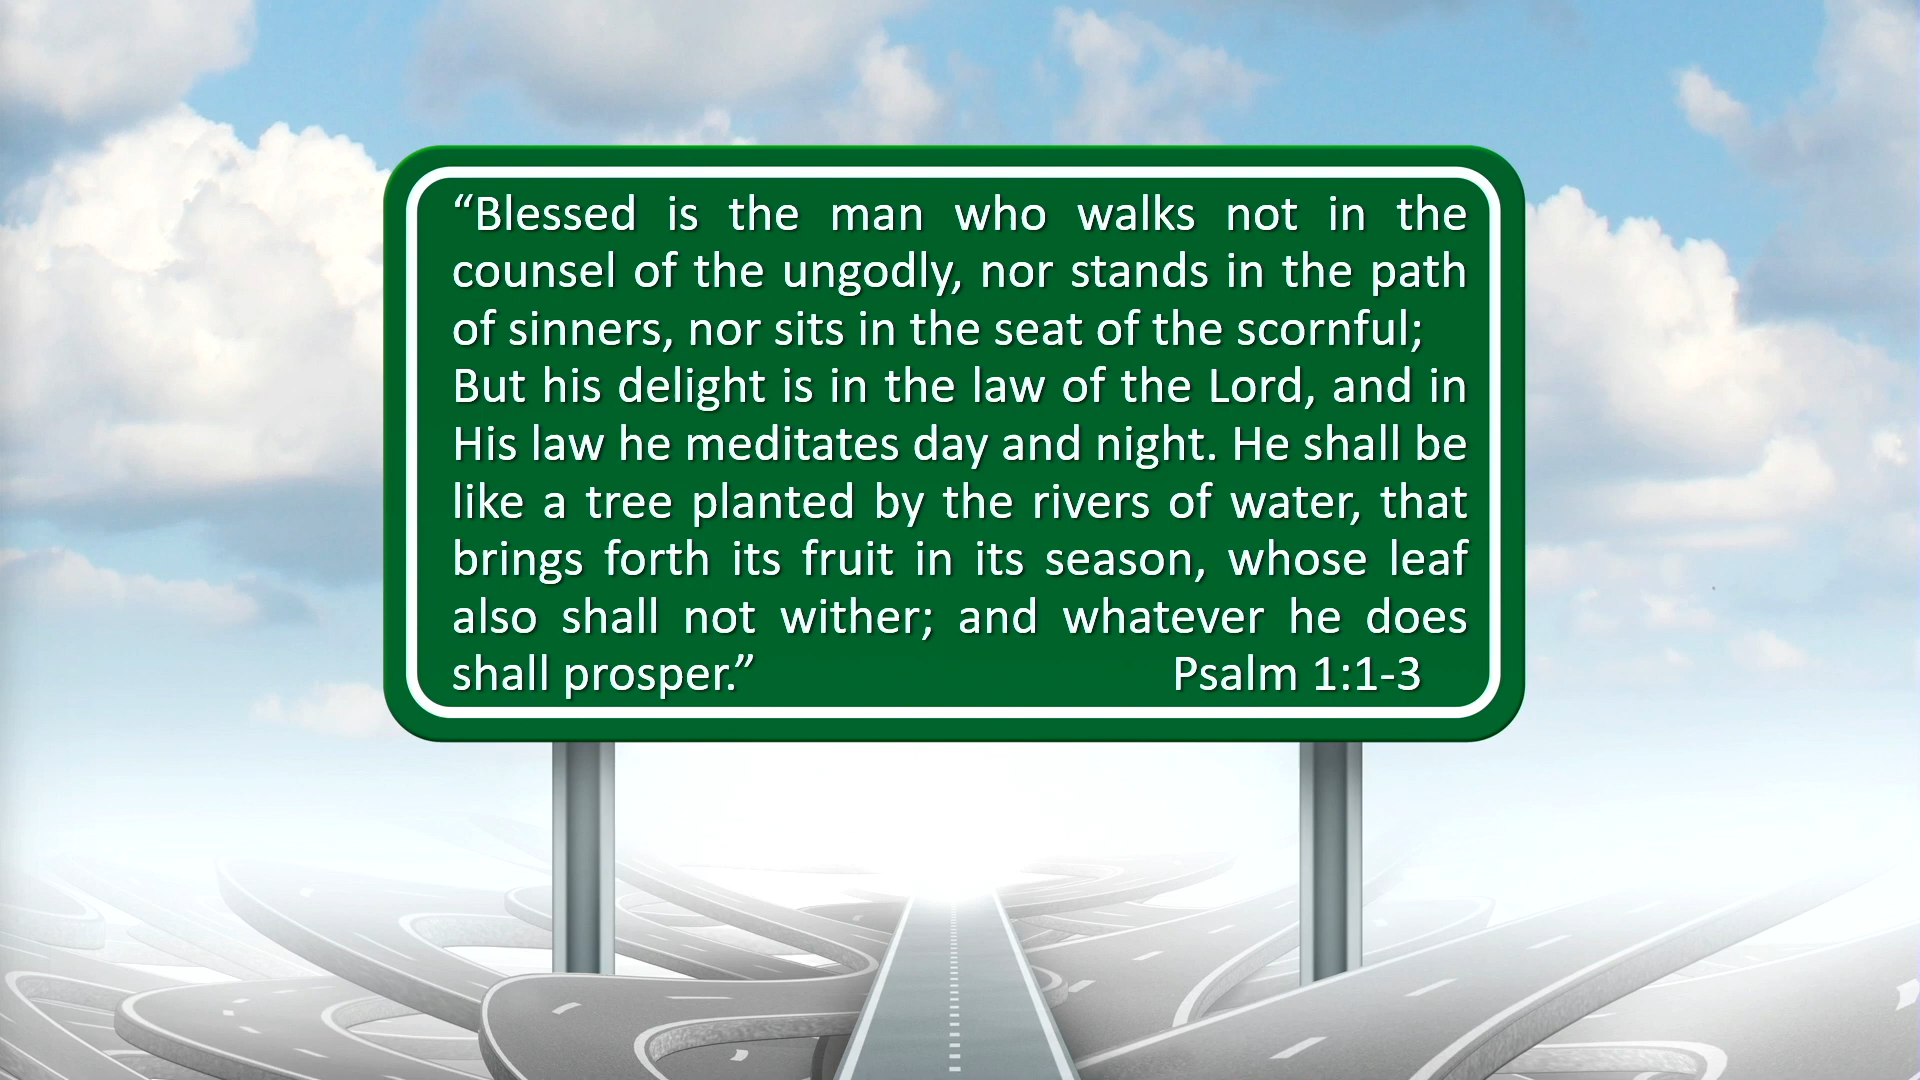 “Blessed is the man who walks not in the
counsel of the ungodly, nor stands in the path
of sinners, nor sits in the seat of the scornful;
But his delight is in the law of the Lord, and in
His law he meditates day and night. He shall be
like a tree planted by the rivers of water, that
brings forth its fruit in its season, whose leaf
also shall not wither; and whatever he does
shall prosper.” Psalm 1:1-3